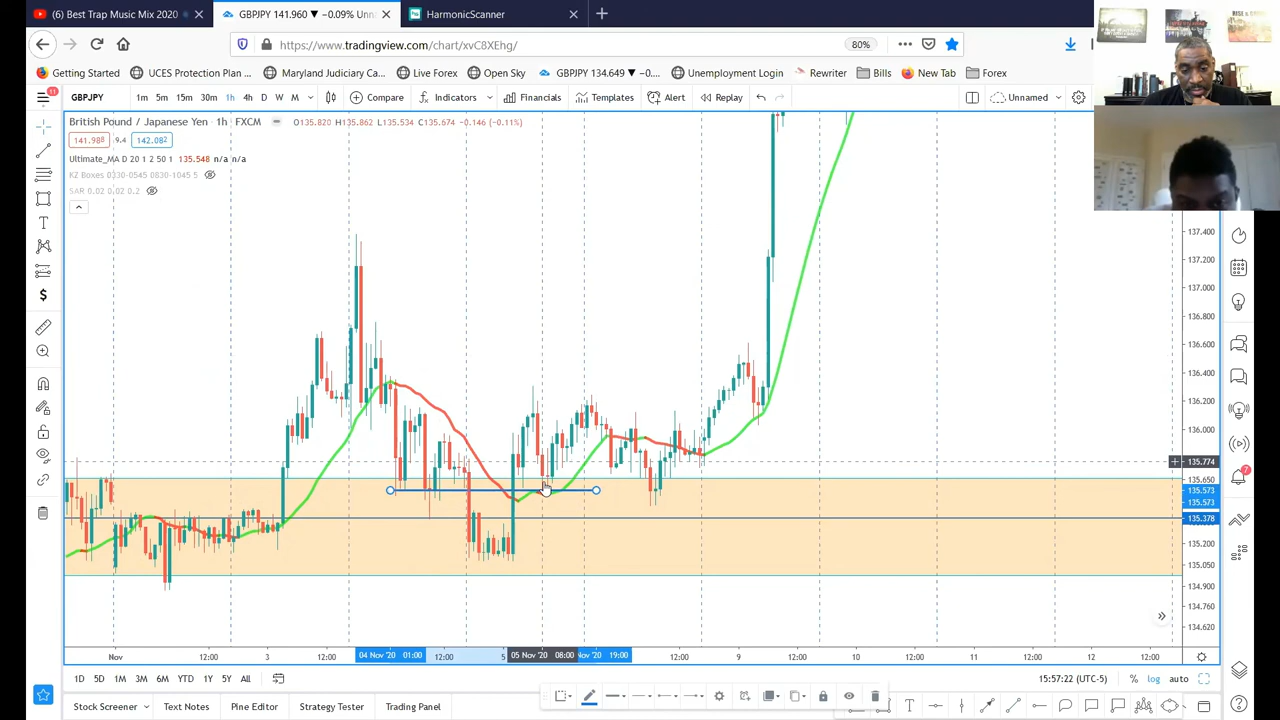 (6) Best Trap Music Mix 2020
GBPJPY 141.960 ▼ −0.09% Unn
HarmonicScanner
https://www.tradingview.com/chart/xvC8XEhg/
80%
Getting Started
UCES Protection Plan ...
Maryland Judiciary Ca...
Live Forex
Open Sky
GBPJPY 134.649 ▼ −0....
Unemployment Login
Rewriter
Bills
New Tab
Forex
11
GBPJPY
1m 5m 15m 30m 1h 4h D W M
Compare
Indicators
Financials
Templates
Alert
Replay
Unnamed
British Pound / Japanese Yen · 1h · FXCM
O135.820 H135.862 L135.534 C135.674 −0.146 (−0.11%)
141.988
9.4
142.082
Ultimate_MA D 20 1 2 50 1 135.548 n/a n/a
KZ Boxes 0330-0545 0830-1045 5
SAR 0.02 0.02 0.2
137.400
137.200
137.000
136.800
136.600
136.400
136.200
136.000
135.774
135.650
135.573
135.573
135.378
135.200
135.050
134.900
134.760
134.620
7
Nov
12:00
3
12:00
04 Nov '20 01:00
12:00
5
05 Nov '20 08:00
Nov '20 19:00
12:00
9
12:00
10
12:00
11
12:00
12
12:00
1D 5D 1M 3M 6M YTD 1Y 5Y All
15:57:22 (UTC-5)
%
log
auto
Stock Screener
Text Notes
Pine Editor
Strategy Tester
Trading Panel